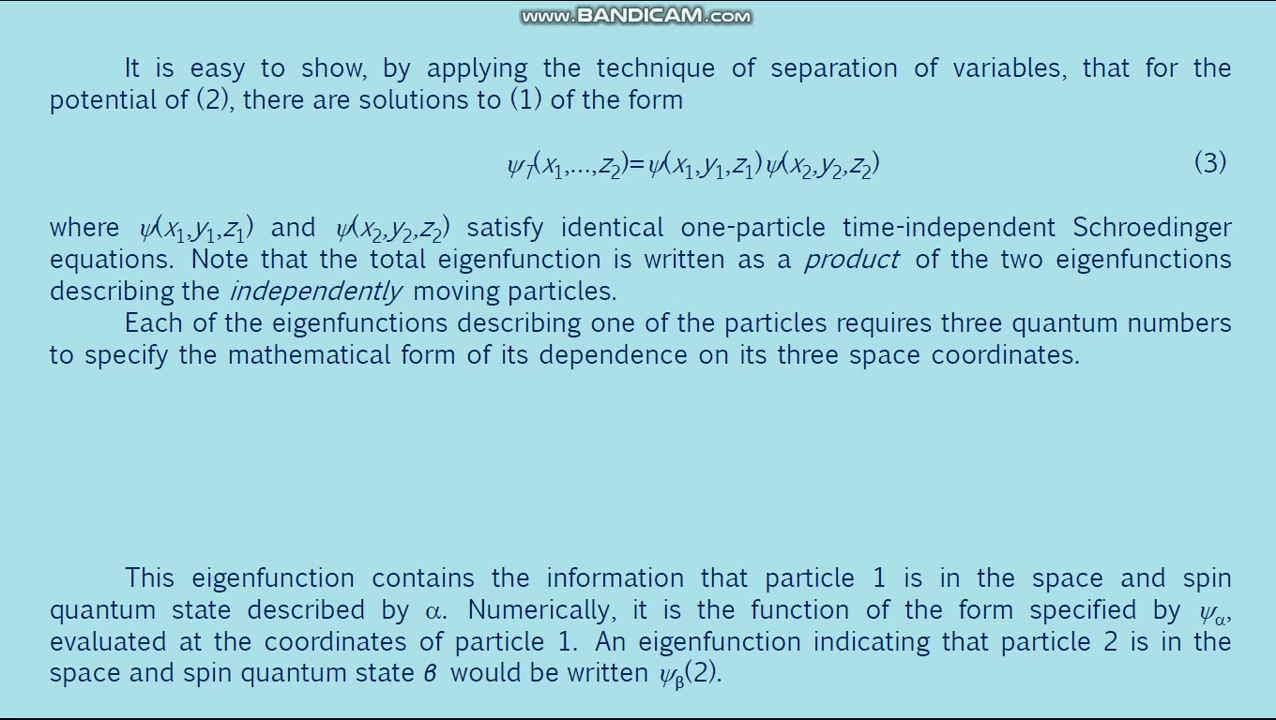 www.BANDICAM.com
It is easy to show, by applying the technique of separation of variables, that for the
potential of (2), there are solutions to (1) of the form
ψT(x1,...,z2)=ψ(x1,y1,z1)ψ(x2,y2,z2) (3)
where ψ(x1,y1,z1) and ψ(x2,y2,z2) satisfy identical one-particle time-independent Schroedinger
equations. Note that the total eigenfunction is written as a product of the two eigenfunctions
describing the independently moving particles.
Each of the eigenfunctions describing one of the particles requires three quantum numbers
to specify the mathematical form of its dependence on its three space coordinates.
This eigenfunction contains the information that particle 1 is in the space and spin
quantum state described by α. Numerically, it is the function of the form specified by ψα,
evaluated at the coordinates of particle 1. An eigenfunction indicating that particle 2 is in the
space and spin quantum state β would be written ψβ(2).